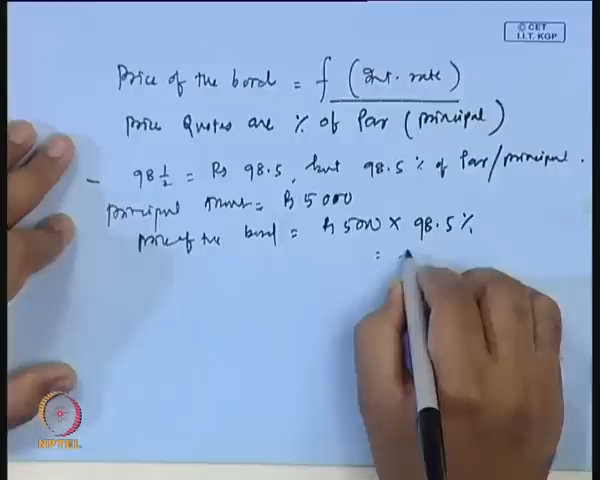 © CET
I.I.T. KGP
Price of the bond = f (Int. rate)
Price Quotes are % of Par (principal)
- 98 1/2 = Rs 98.5, but 98.5 % of Par/principal.
principal = Rs 5000
price of the bond = Rs 5000 × 98.5 %
=
NPTEL